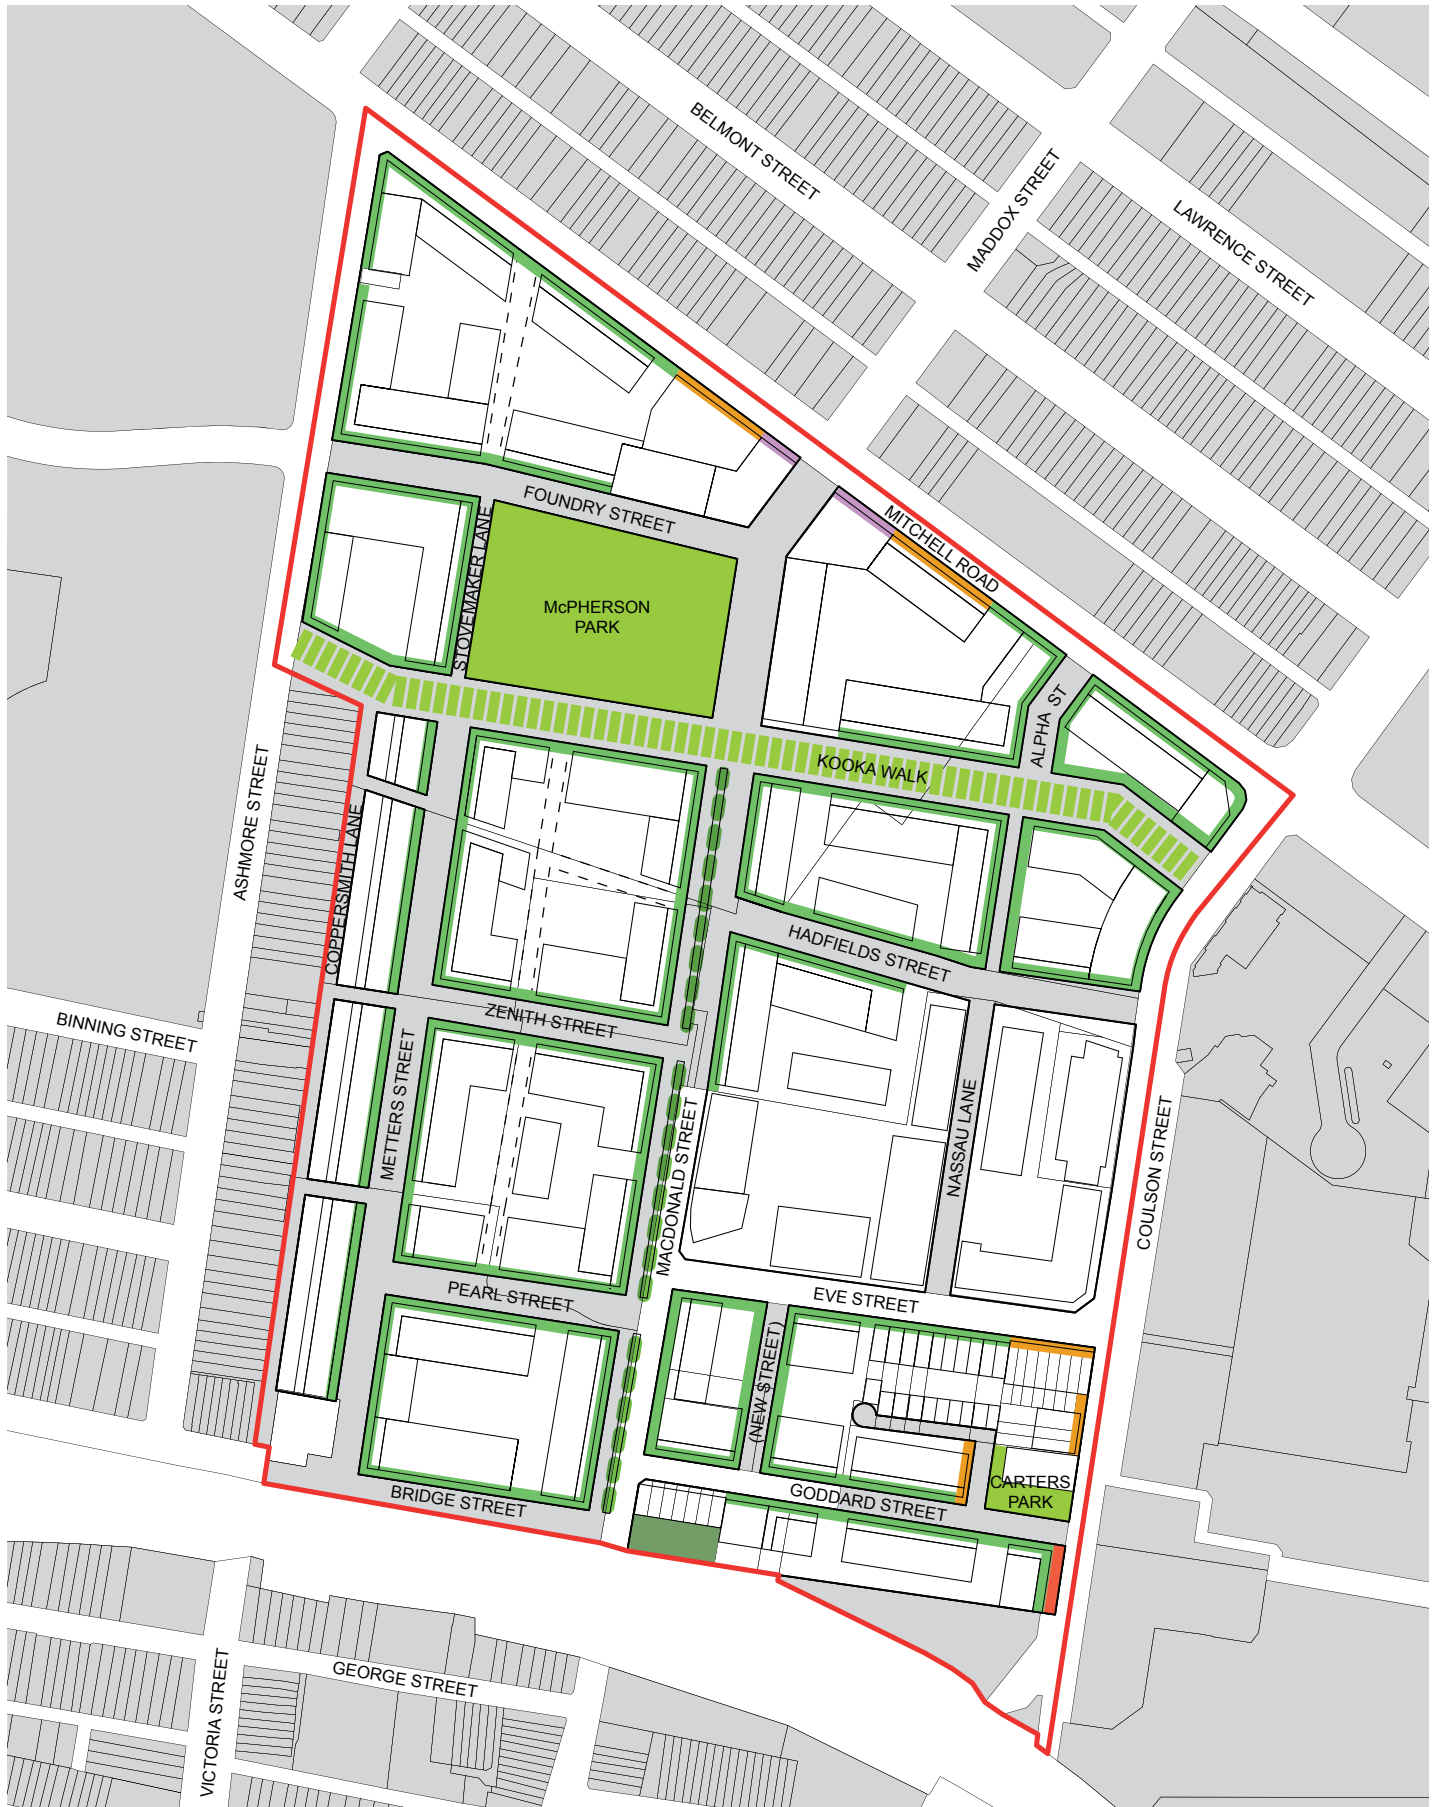 BELMONT STREET
MADDOX STREET
LAWRENCE STREET
FOUNDRY STREET
MITCHELL ROAD
STOVEMAKER LANE
McPHERSON
PARK
ALPHA ST
KOOKA WALK
ASHMORE STREET
COPPERSMITH LANE
HADFIELDS STREET
ZENITH STREET
BINNING STREET
METTERS STREET
MACDONALD STREET
NASSAU LANE
COULSON STREET
PEARL STREET
EVE STREET
(NEW STREET)
CARTERS
PARK
GODDARD STREET
BRIDGE STREET
GEORGE STREET
VICTORIA STREET